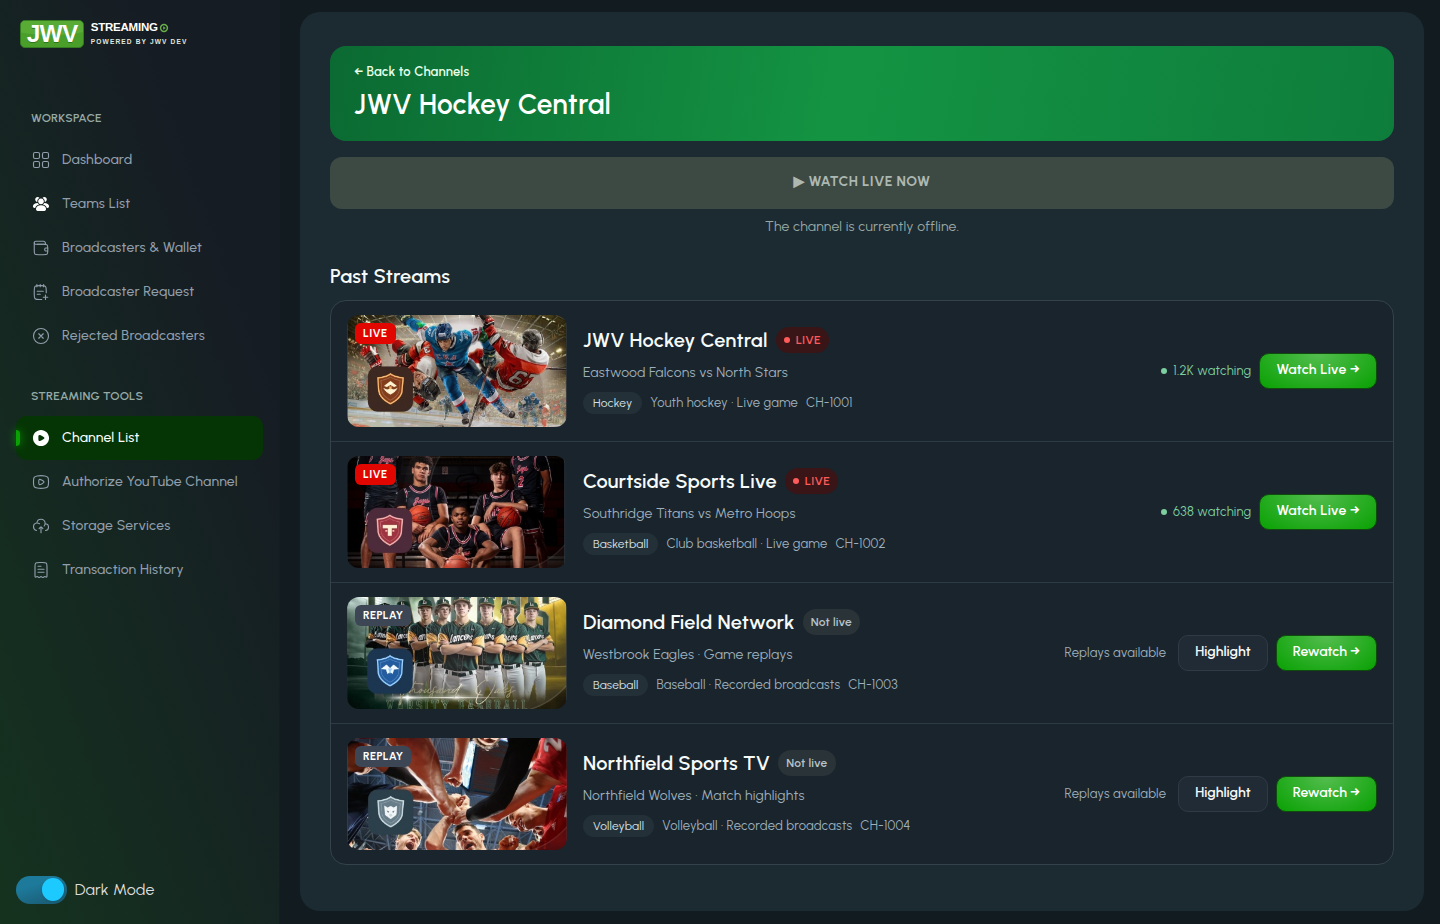 JWV STREAMING
POWERED BY JWV DEV
WORKSPACE
Dashboard
Teams List
Broadcasters & Wallet
Broadcaster Request
Rejected Broadcasters
STREAMING TOOLS
Channel List
Authorize YouTube Channel
Storage Services
Transaction History
Dark Mode
← Back to Channels
JWV Hockey Central
▶ WATCH LIVE NOW
The channel is currently offline.
Past Streams
LIVE
JWV Hockey Central ● LIVE
Eastwood Falcons vs North Stars
Hockey Youth hockey · Live game CH-1001
● 1.2K watching Watch Live →
LIVE
Courtside Sports Live ● LIVE
Southridge Titans vs Metro Hoops
Basketball Club basketball · Live game CH-1002
● 638 watching Watch Live →
REPLAY
Lancers
Diamond Field Network Not live
Westbrook Eagles · Game replays
Baseball Baseball · Recorded broadcasts CH-1003
Replays available Highlight Rewatch →
REPLAY
Northfield Sports TV Not live
Northfield Wolves · Match highlights
Volleyball Volleyball · Recorded broadcasts CH-1004
Replays available Highlight Rewatch →